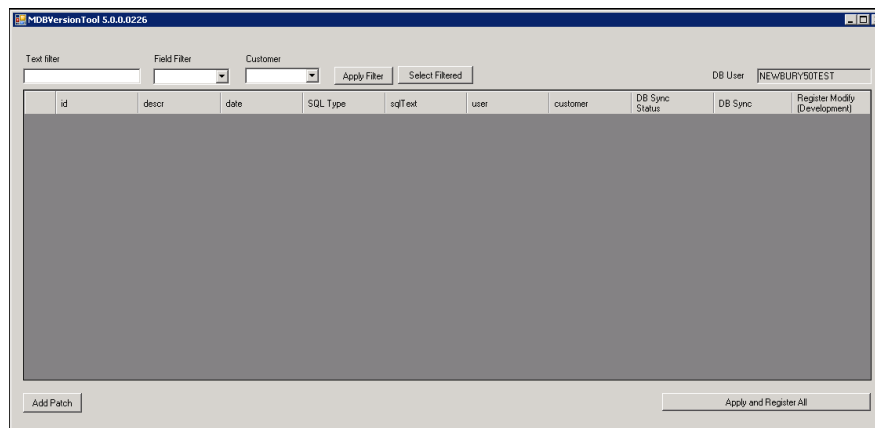 MDBVersionTool 5.0.0.0226
Text filter
Field Filter
Customer
Apply Filter
Select Filtered
DB User
NEWBURY50TEST
id
descr
date
SQL Type
sqlText
user
customer
DB Sync
Status
DB Sync
Register Modify
(Development)
Add Patch
Apply and Register All